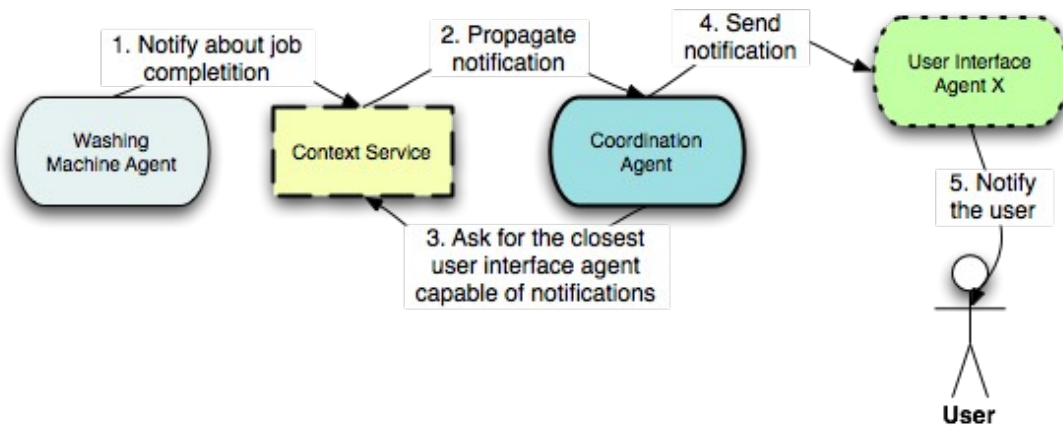 1. Notify about job
completition
2. Propagate
notification
4. Send
notification
User Interface
Agent X
Washing
Machine Agent
Context Service
Coordination
Agent
5. Notify
the user
3. Ask for the closest
user interface agent
capable of notifications
User